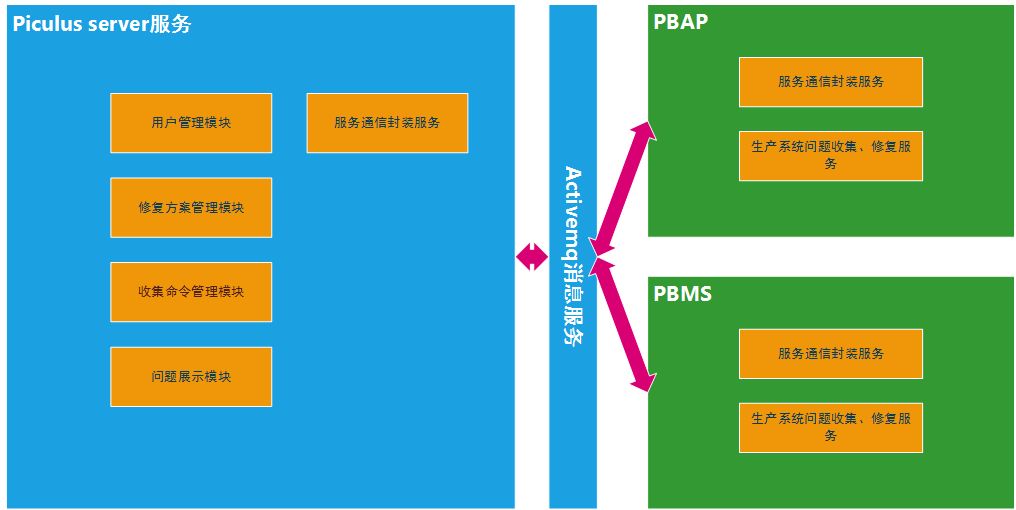 Piculus server服务
用户管理模块
服务通信封装服务
修复方案管理模块
收集命令管理模块
问题展示模块
Activemq消息服务
PBAP
服务通信封装服务
生产系统问题收集、修复服
务
PBMS
服务通信封装服务
生产系统问题收集、修复服
务